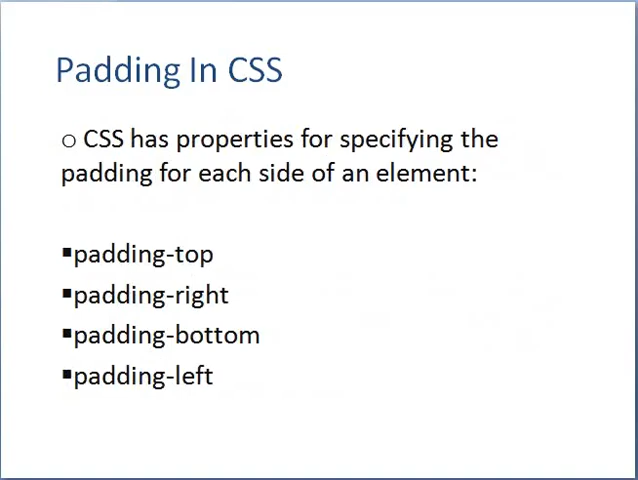 Padding In CSS
o CSS has properties for specifying the
padding for each side of an element:
▪padding-top
▪padding-right
▪padding-bottom
▪padding-left